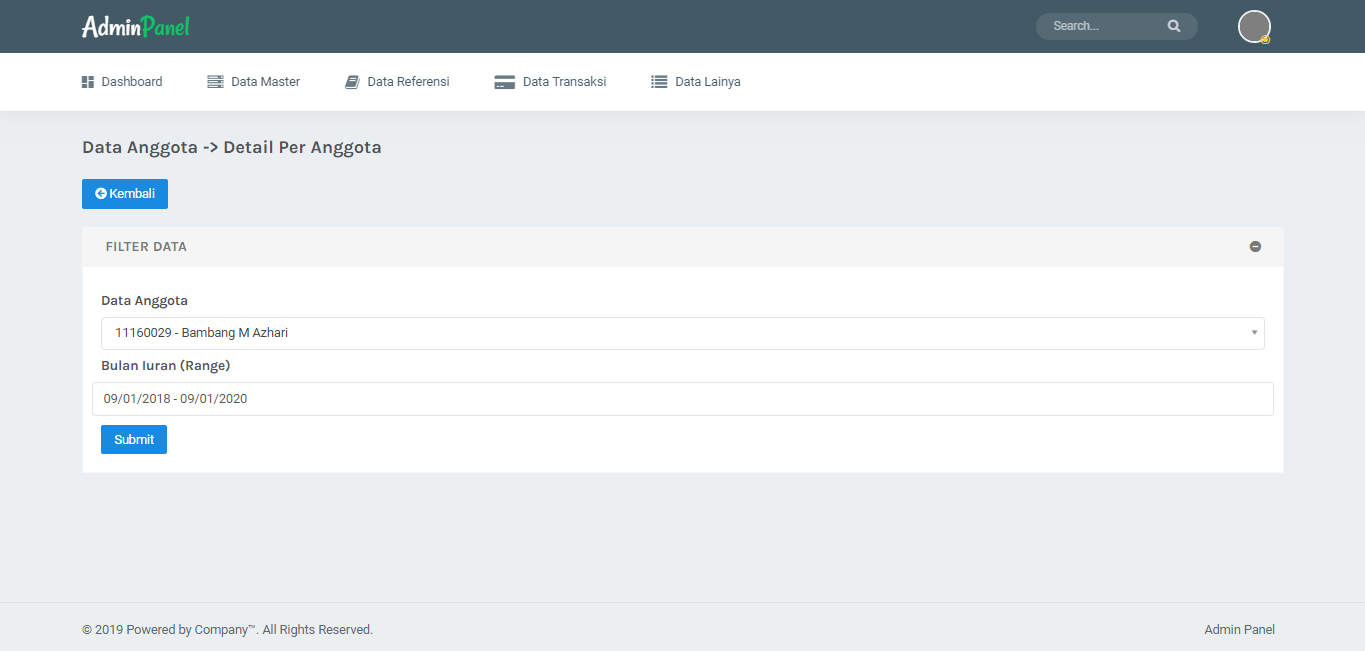 AdminPanel
Search...
Dashboard Data Master Data Referensi Data Transaksi Data Lainya
Data Anggota -> Detail Per Anggota
Kembali
FILTER DATA
Data Anggota
11160029 - Bambang M Azhari
Bulan Iuran (Range)
09/01/2018 - 09/01/2020
Submit
© 2019 Powered by Company™. All Rights Reserved.
Admin Panel